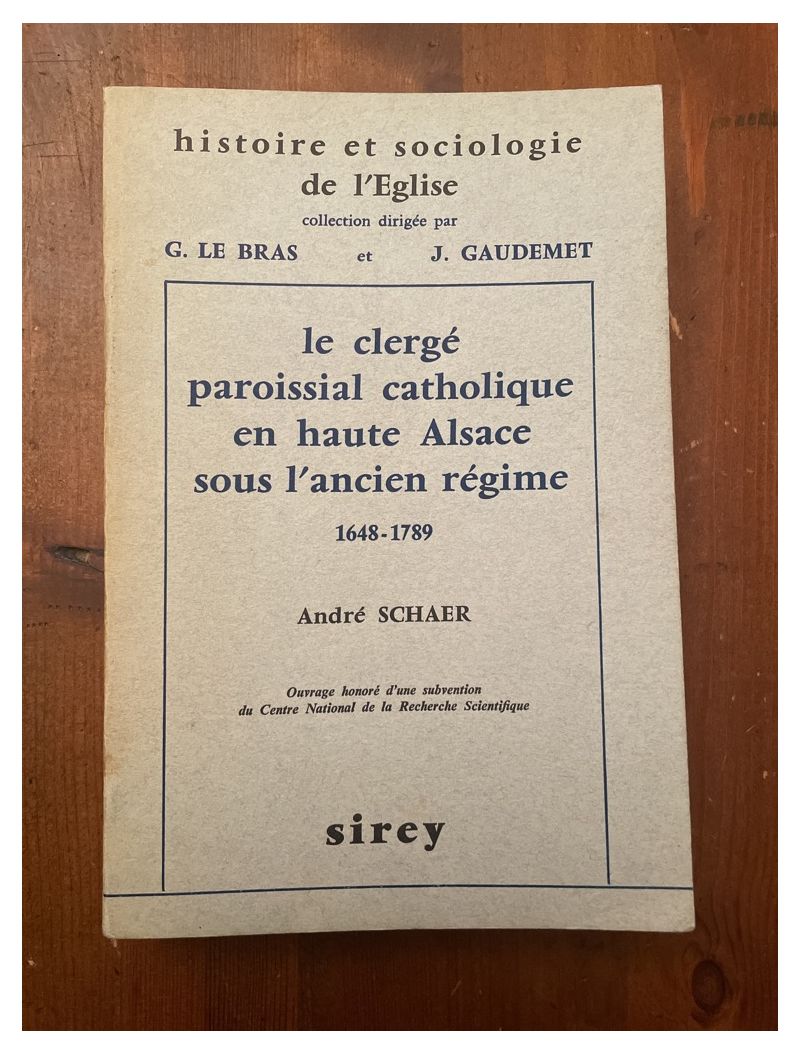 histoire et sociologie
de l'Eglise
collection dirigée par
G. LE BRAS et J. GAUDEMET
le clergé
paroissial catholique
en haute Alsace
sous l'ancien régime
1648-1789
André SCHAER
Ouvrage honoré d'une subvention
du Centre National de la Recherche Scientifique
sirey